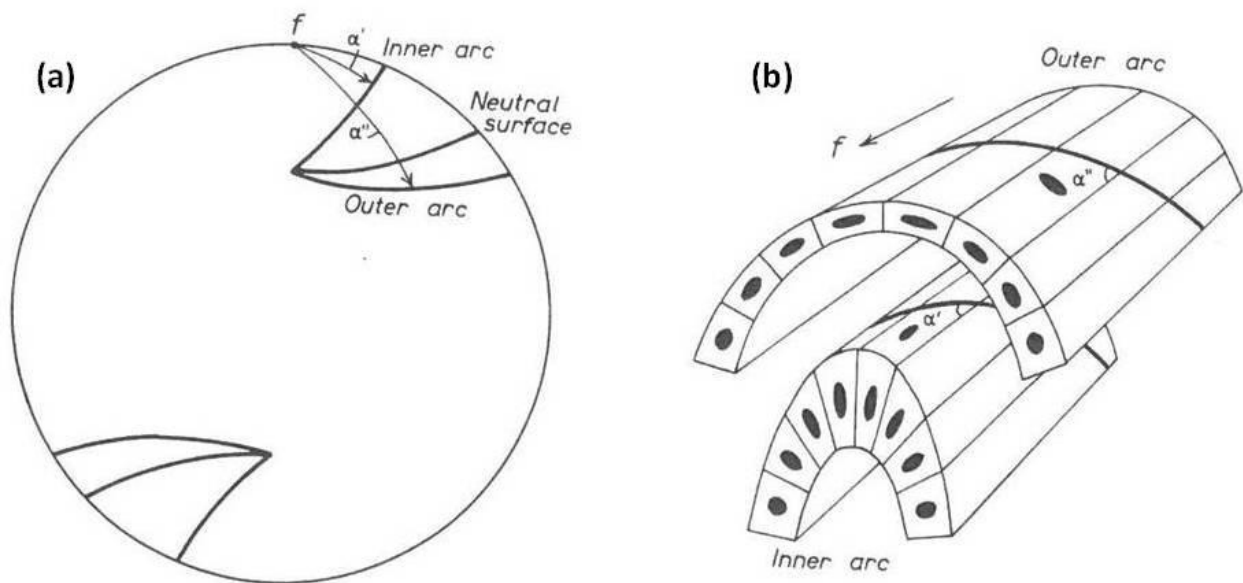 (a)
f
α'
Inner arc
Neutral
surface
α"
Outer arc
(b)
Outer arc
f
α"
α'
Inner arc